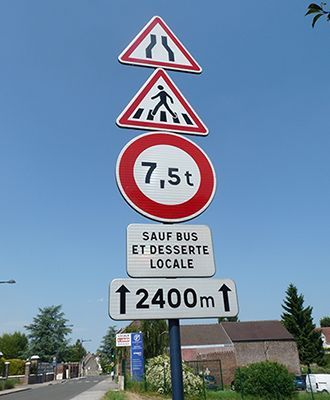 7,5t
SAUF BUS
ET DESSERTE
LOCALE
2400m